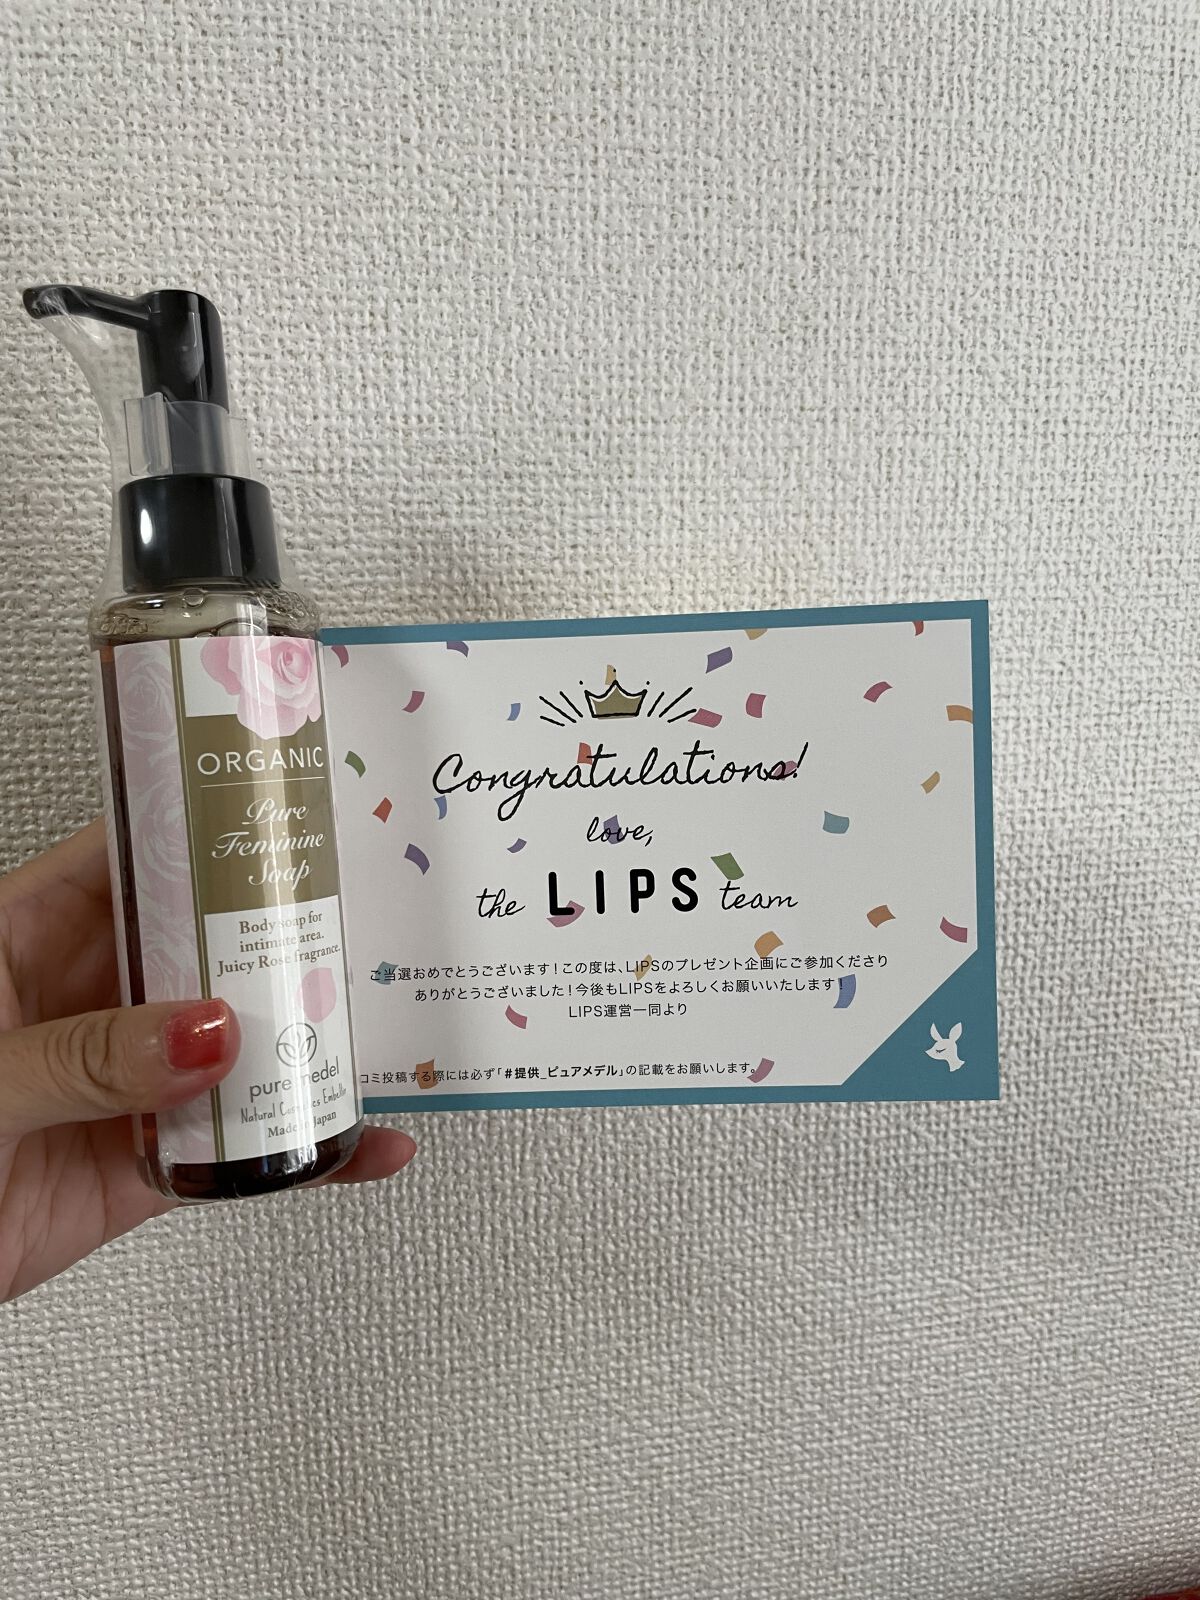 ORGANIC
Pure
Feminine
Soap
Body soap for
intimate area.
Juicy Rose fragrance.
pure medel
Natural Cosmetics Embellir
Made in Japan
Congratulations!
love,
the LIPS team
ご当選おめでとうございます！この度は、LIPSのプレゼント企画にご参加くださり
ありがとうございました！今後もLIPSをよろしくお願いいたします！
LIPS運営一同より
コミ投稿する際には必ず「#提供_ピュアメデル」の記載をお願いします。